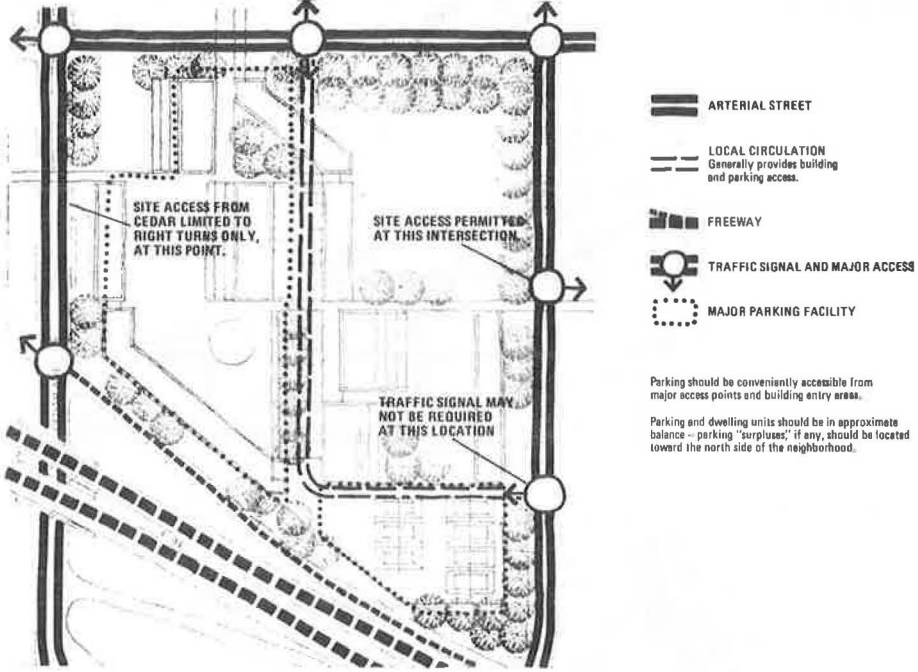 SITE ACCESS FROM
CEDAR LIMITED TO
RIGHT TURNS ONLY,
AT THIS POINT.
SITE ACCESS PERMITTED
AT THIS INTERSECTION.
TRAFFIC SIGNAL MAY
NOT BE REQUIRED
AT THIS LOCATION
ARTERIAL STREET
LOCAL CIRCULATION
Generally provides building
and parking access.
FREEWAY
TRAFFIC SIGNAL AND MAJOR ACCESS
MAJOR PARKING FACILITY
Parking should be conveniently accessible from
major access points and building entry areas.
Parking and dwelling units should be in approximate
balance – parking "surpluses," if any, should be located
toward the north side of the neighborhood.